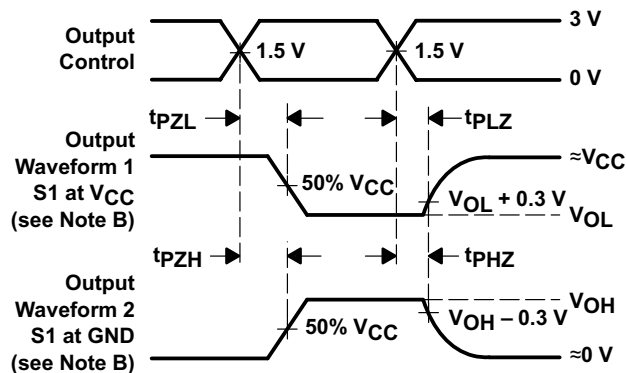 3 V
Output
Control
1.5 V
1.5 V
0 V
tPZL
tPLZ
Output
Waveform 1
S1 at VCC
(see Note B)
≈VCC
50% VCC
VOL + 0.3 V
VOL
tPZH
tPHZ
Output
Waveform 2
S1 at GND
(see Note B)
VOH
VOH – 0.3 V
50% VCC
≈0 V